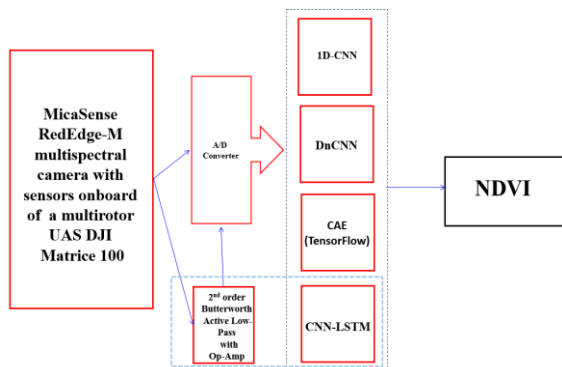 MicaSense
RedEdge-M
multispectral
camera with
sensors onboard
of a multirotor
UAS DJI
Matrice 100
A/D
Converter
2nd order
Butterworth
Active Low-
Pass
with
Op-Amp
1D-CNN
DnCNN
CAE
(TensorFlow)
CNN-LSTM
NDVI